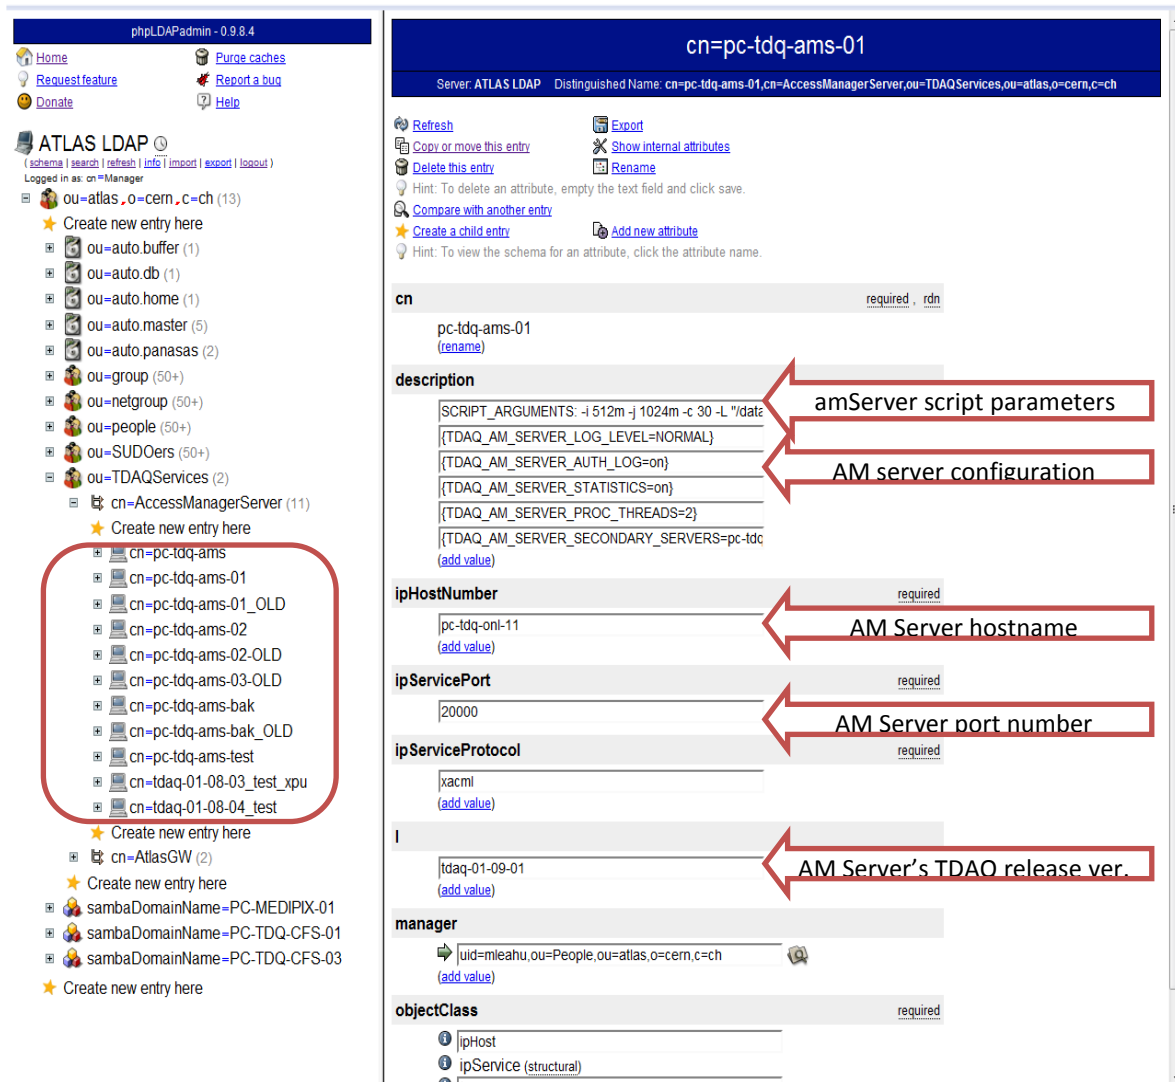 phpLDAPadmin - 0.9.8.4
Home Purge caches
Request feature Report a bug
Donate Help
ATLAS LDAP
( schema | search | refresh | info | import | export | logout )
Logged in as: cn=Manager
ou=atlas,o=cern,c=ch (13)
Create new entry here
ou=auto.buffer (1)
ou=auto.db (1)
ou=auto.home (1)
ou=auto.master (5)
ou=auto.panasas (2)
ou=group (50+)
ou=netgroup (50+)
ou=people (50+)
ou=SUDOers (50+)
ou=TDAQServices (2)
cn=AccessManagerServer (11)
Create new entry here
cn=pc-tdq-ams
cn=pc-tdq-ams-01
cn=pc-tdq-ams-01_OLD
cn=pc-tdq-ams-02
cn=pc-tdq-ams-02-OLD
cn=pc-tdq-ams-03-OLD
cn=pc-tdq-ams-bak
cn=pc-tdq-ams-bak_OLD
cn=pc-tdq-ams-test
cn=tdaq-01-08-03_test_xpu
cn=tdaq-01-08-04_test
Create new entry here
cn=AtlasGW (2)
Create new entry here
sambaDomainName=PC-MEDIPIX-01
sambaDomainName=PC-TDQ-CFS-01
sambaDomainName=PC-TDQ-CFS-03
Create new entry here
cn=pc-tdq-ams-01
Server: ATLAS LDAP Distinguished Name: cn=pc-tdq-ams-01,cn=AccessManagerServer,ou=TDAQServices,ou=atlas,o=cern,c=ch
Refresh Export
Copy or move this entry Show internal attributes
Delete this entry Rename
Hint: To delete an attribute, empty the text field and click save.
Compare with another entry
Create a child entry Add new attribute
Hint: To view the schema for an attribute, click the attribute name.
cn required , rdn
pc-tdq-ams-01
(rename)
description
SCRIPT_ARGUMENTS: -i 512m -j 1024m -c 30 -L "/data
amServer script parameters
{TDAQ_AM_SERVER_LOG_LEVEL=NORMAL}
{TDAQ_AM_SERVER_AUTH_LOG=on}
AM server configuration
{TDAQ_AM_SERVER_STATISTICS=on}
{TDAQ_AM_SERVER_PROC_THREADS=2}
{TDAQ_AM_SERVER_SECONDARY_SERVERS=pc-tdq
(add value)
ipHostNumber required
pc-tdq-onl-11
AM Server hostname
(add value)
ipServicePort required
20000
AM Server port number
ipServiceProtocol required
xacml
(add value)
l
tdaq-01-09-01
AM Server's TDAQ release ver.
(add value)
manager
uid=mleahu,ou=People,ou=atlas,o=cern,c=ch
(add value)
objectClass required
ipHost
ipService (structural)